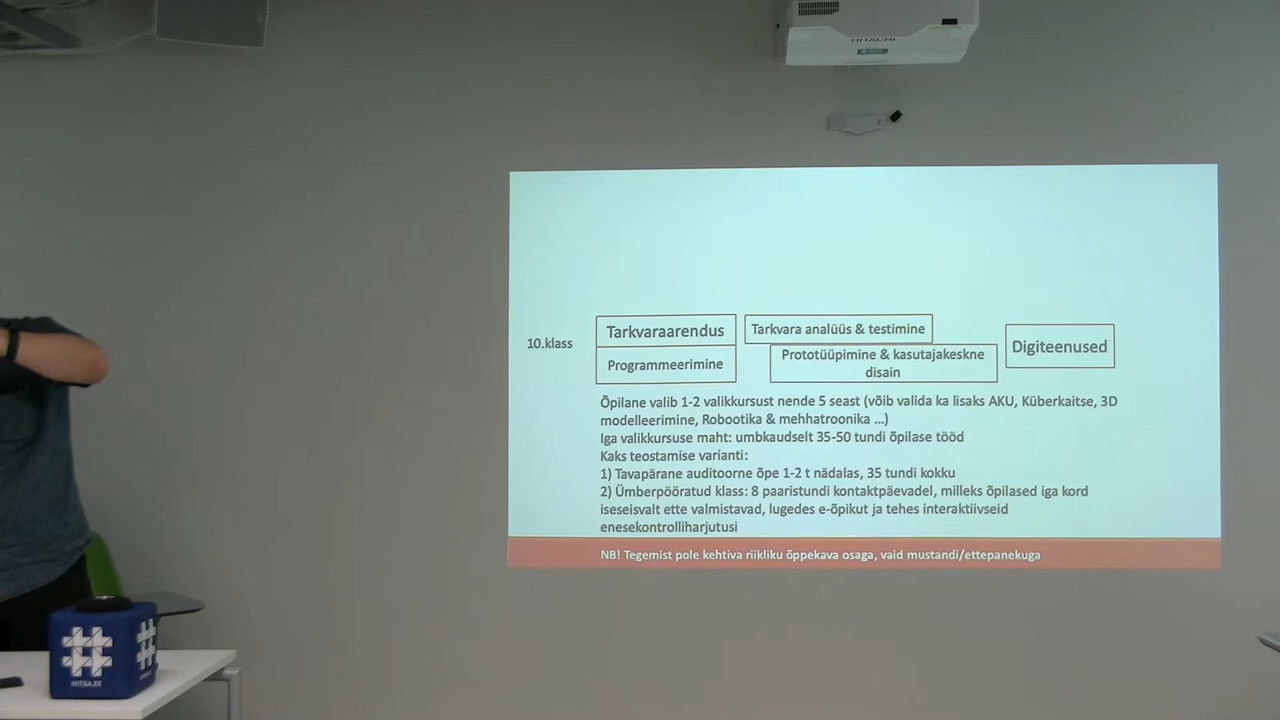 HITACHI
10.klass
Tarkvaraarendus
Programmeerimine
Tarkvara analüüs & testimine
Prototüüpimine & kasutajakeskne
disain
Digiteenused
Õpilane valib 1-2 valikkursust nende 5 seast (võib valida ka lisaks AKU, Küberkaitse, 3D
modelleerimine, Robootika & mehhatroonika ...)
Iga valikkursuse maht: umbkaudselt 35-50 tundi õpilase tööd
Kaks teostamise varianti:
1) Tavapärane auditoorne õpe 1-2 t nädalas, 35 tundi kokku
2) Ümberpööratud klass: 8 paaristundi kontaktpäevadel, milleks õpilased iga kord
iseseisvalt ette valmistavad, lugedes e-õpikut ja tehes interaktiivseid
enesekontrolliharjutusi
NB! Tegemist pole kehtiva riikliku õppekava osaga, vaid mustandi/ettepanekuga
HITSA.EE